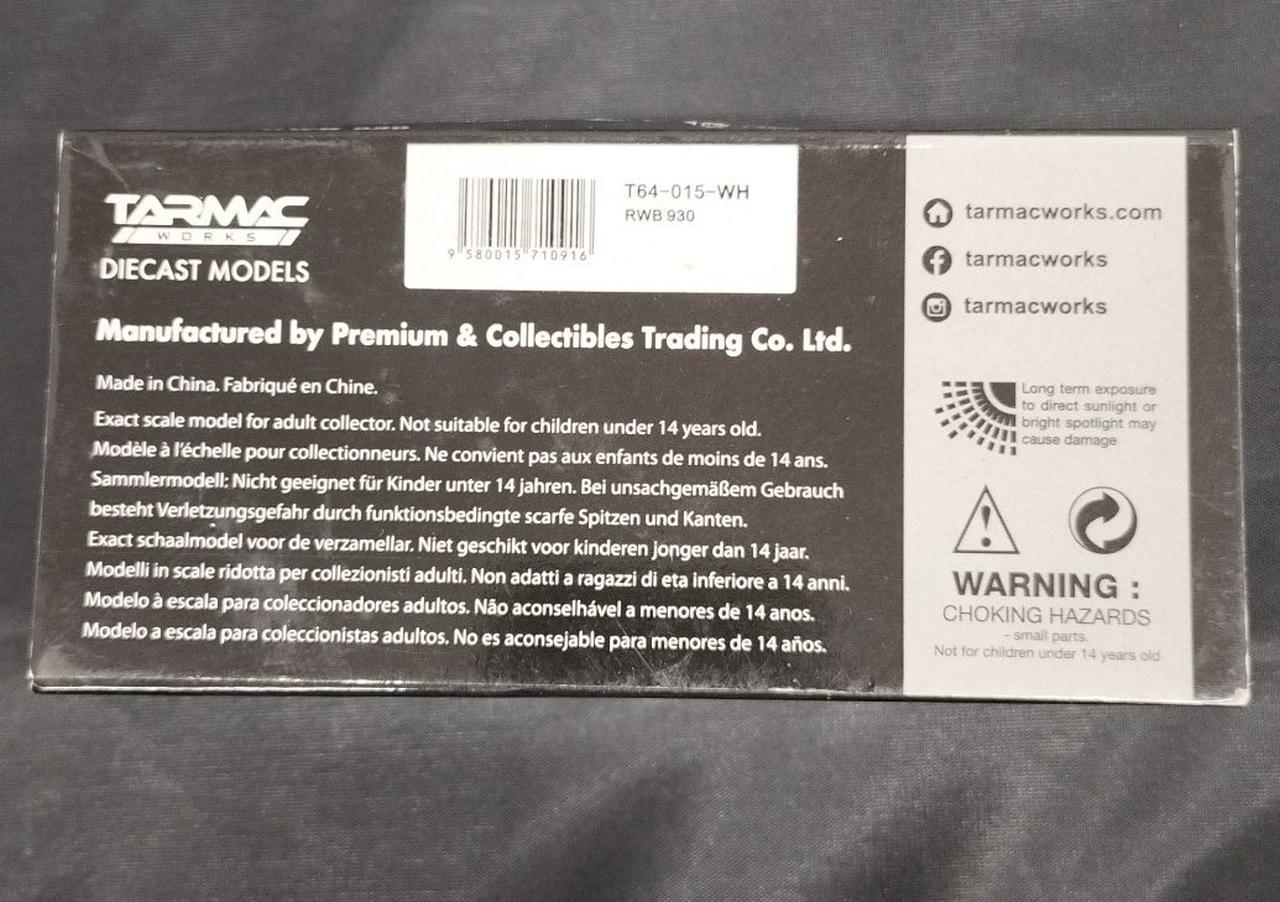 TARMAC
WORKS
DIECAST MODELS
9 580015 710916
T64-015-WH
RWB 930
Manufactured by Premium & Collectibles Trading Co. Ltd.
Made in China. Fabriqué en Chine.
Exact scale model for adult collector. Not suitable for children under 14 years old.
Modèle à l'échelle pour collectionneurs. Ne convient pas aux enfants de moins de 14 ans.
Sammlermodell: Nicht geeignet für Kinder unter 14 jahren. Bei unsachgemäßem Gebrauch
besteht Verletzungsgefahr durch funktionsbedingte scarfe Spitzen und Kanten.
Exact schaalmodel voor de verzamellar. Niet geschikt voor kinderen jonger dan 14 jaar.
Modelli in scale ridotta per collezionisti adulti. Non adatti a ragazzi di eta inferiore a 14 anni.
Modelo à escala para coleccionadores adultos. Não aconselhável a menores de 14 anos.
Modelo a escala para coleccionistas adultos. No es aconsejable para menores de 14 años.
tarmacworks.com
tarmacworks
tarmacworks
Long term exposure
to direct sunlight or
bright spotlight may
cause damage
WARNING :
CHOKING HAZARDS
- small parts.
Not for children under 14 years old